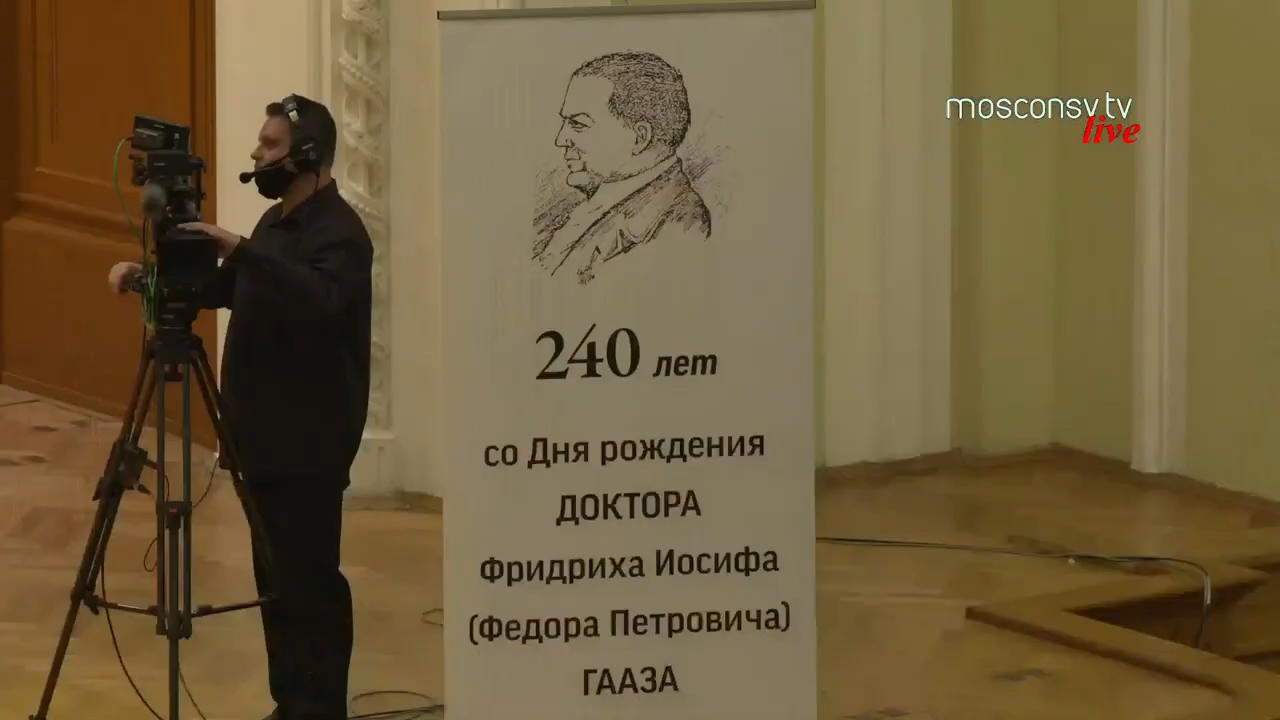 mosconsv.tv
live
240 лет
со Дня рождения
ДОКТОРА
Фридриха Иосифа
(Федора Петровича)
ГААЗА